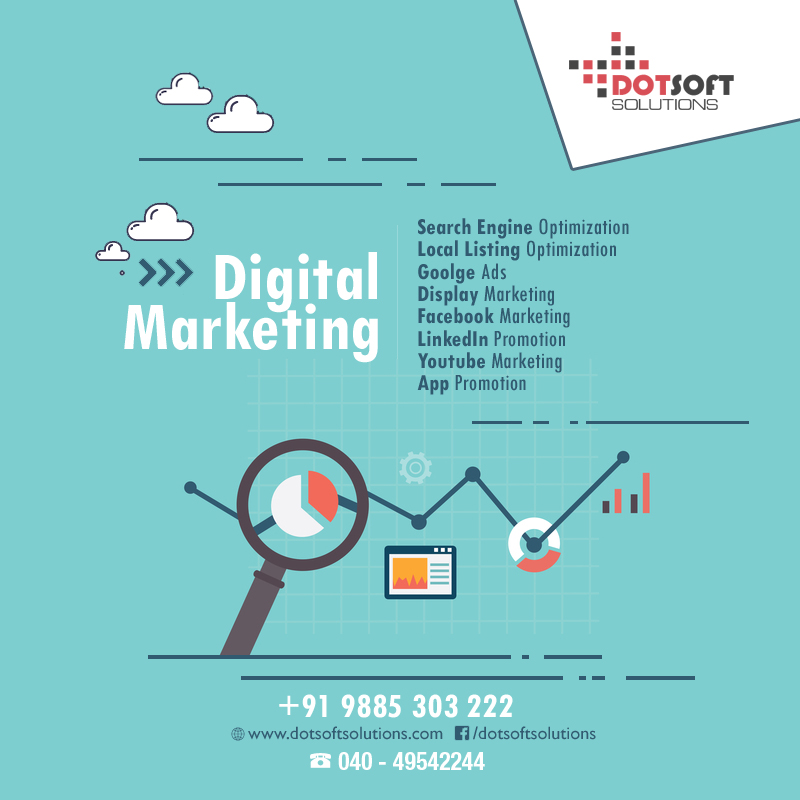 DOTSOFT
SOLUTIONS
Digital
Marketing
Search Engine Optimization
Local Listing Optimization
Goolge Ads
Display Marketing
Facebook Marketing
LinkedIn Promotion
Youtube Marketing
App Promotion
+91 9885 303 222
www.dotsoftsolutions.com /dotsoftsolutions
040 - 49542244